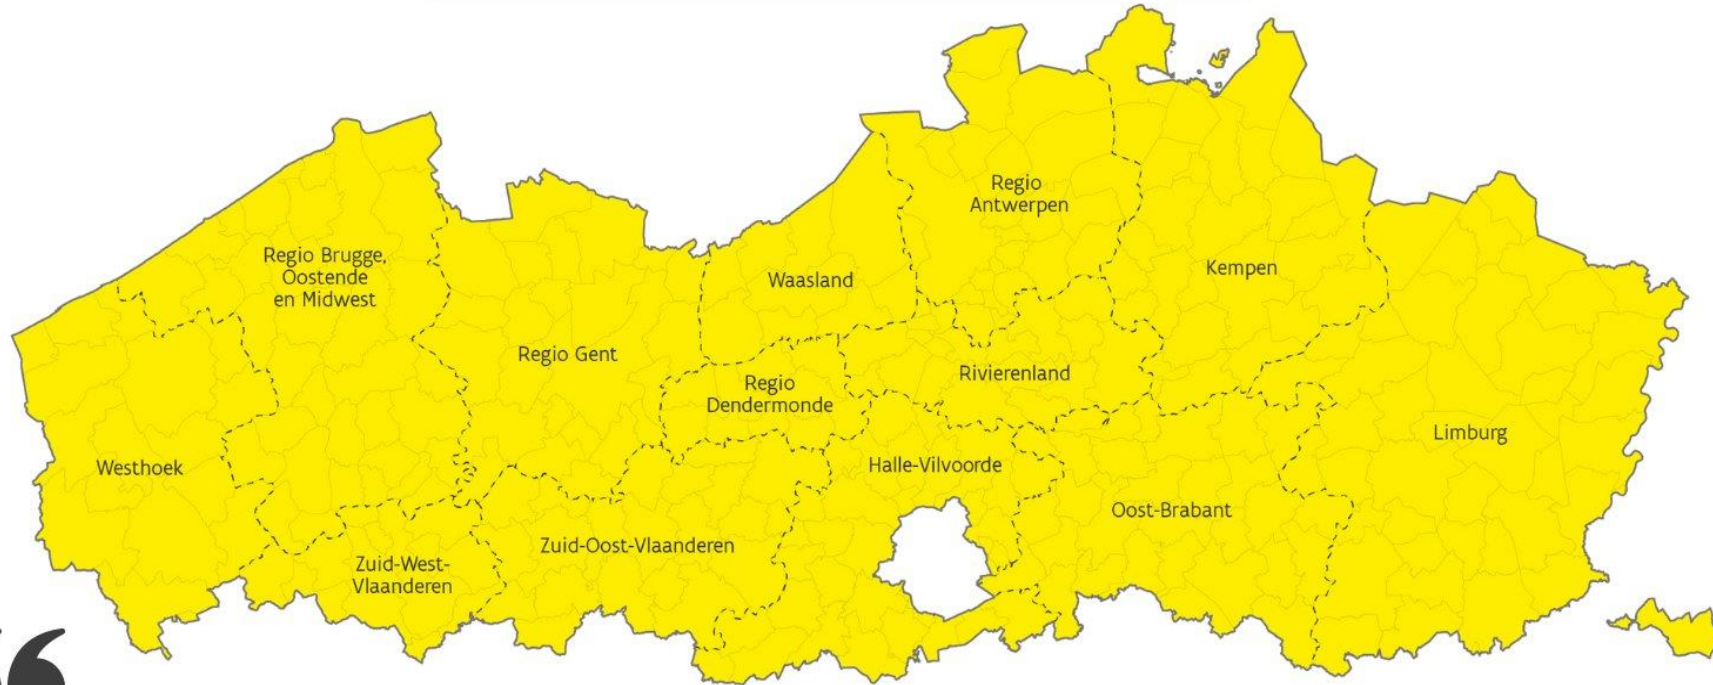 Regio
Antwerpen
Regio Brugge,
Oostende
en Midwest
Waasland
Kempen
Regio Gent
Regio
Dendermonde
Rivierenland
Limburg
Westhoek
Halle-Vilvoorde
Oost-Brabant
Zuid-West-
Vlaanderen
Zuid-Oost-Vlaanderen